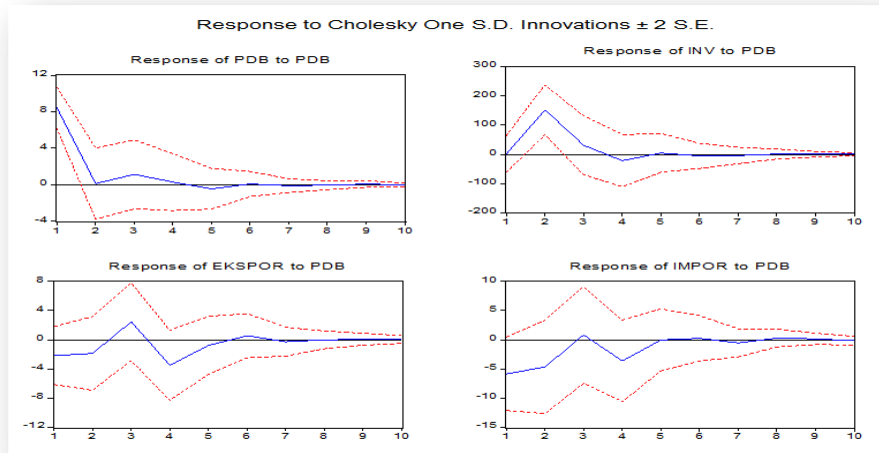 Response to Cholesky One S.D. Innovations ± 2 S.E.
Response of PDB to PDB
12
8
4
0
-4
1 2 3 4 5 6 7 8 9 10
Response of INV to PDB
300
200
100
0
-100
-200
1 2 3 4 5 6 7 8 9 10
Response of EKSPOR to PDB
8
4
0
-4
-8
-12
1 2 3 4 5 6 7 8 9 10
Response of IMPOR to PDB
10
5
0
-5
-10
-15
1 2 3 4 5 6 7 8 9 10